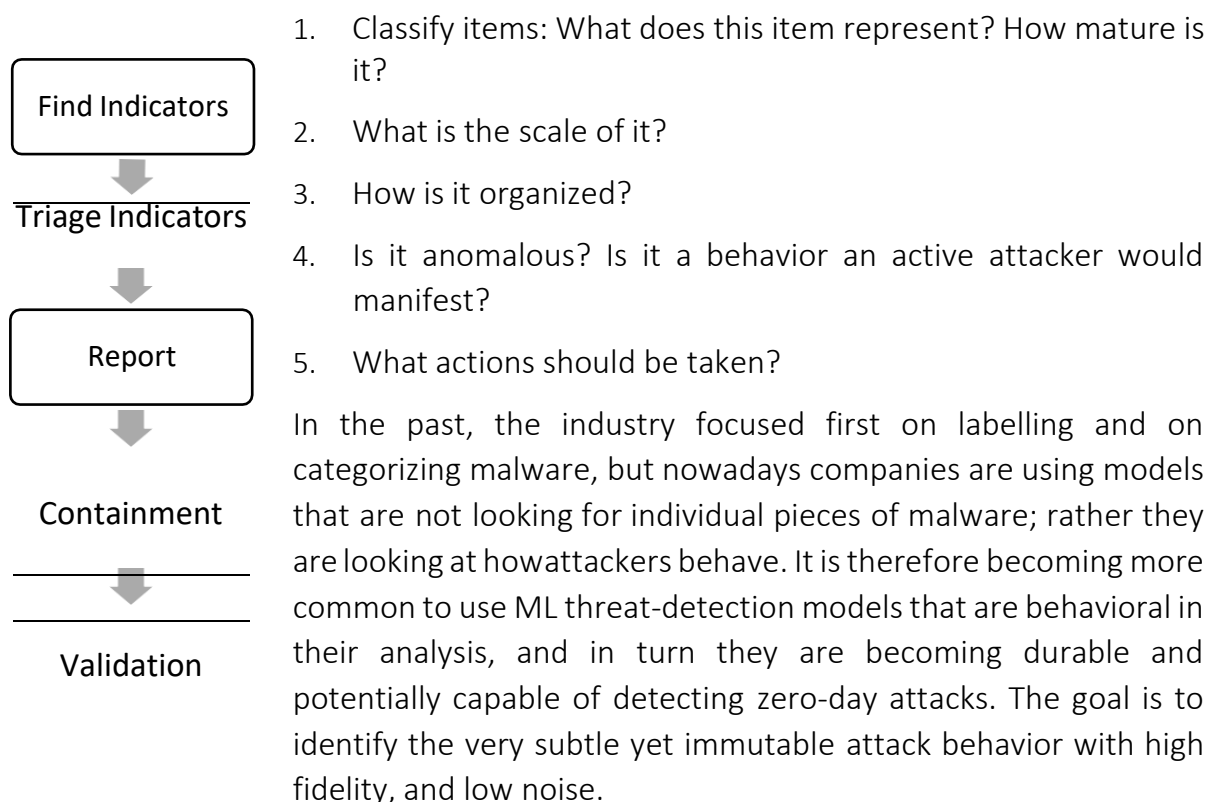 Find Indicators
Triage Indicators
Report
Containment
Validation
1. Classify items: What does this item represent? How mature is
it?
2. What is the scale of it?
3. How is it organized?
4. Is it anomalous? Is it a behavior an active attacker would
manifest?
5. What actions should be taken?
In the past, the industry focused first on labelling and on
categorizing malware, but nowadays companies are using models
that are not looking for individual pieces of malware; rather they
are looking at howattackers behave. It is therefore becoming more
common to use ML threat-detection models that are behavioral in
their analysis, and in turn they are becoming durable and
potentially capable of detecting zero-day attacks. The goal is to
identify the very subtle yet immutable attack behavior with high
fidelity, and low noise.